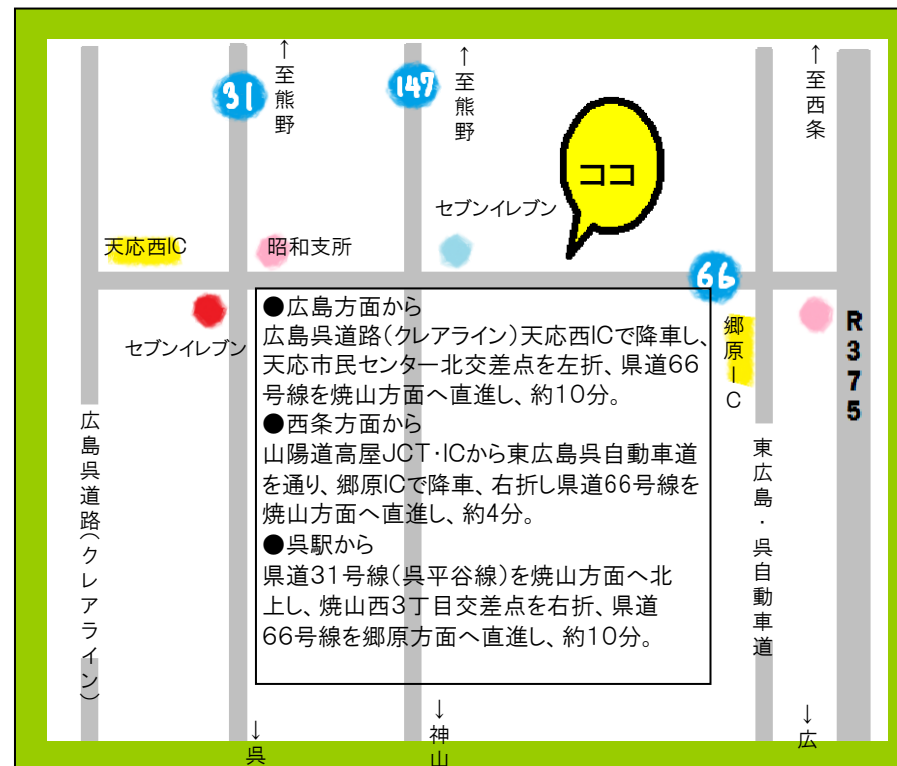 ↑至熊野
↑至熊野
↑至西条
31
147
ココ
セブンイレブン
天応西IC
昭和支所
66
セブンイレブン
郷原IC
R375
●広島方面から
広島呉道路(クレアライン)天応西ICで降車し、
天応市民センター北交差点を左折、県道66
号線を焼山方面へ直進し、約10分。
●西条方面から
山陽道高屋JCT・ICから東広島呉自動車道
を通り、郷原ICで降車、右折し県道66号線を
焼山方面へ直進し、約4分。
●呉駅から
県道31号線(呉平谷線)を焼山方面へ北
上し、焼山西3丁目交差点を右折、県道
66号線を郷原方面へ直進し、約10分。
広島呉道路(クレアライン)
東広島・呉自動車道
↓呉
↓神山
↓広